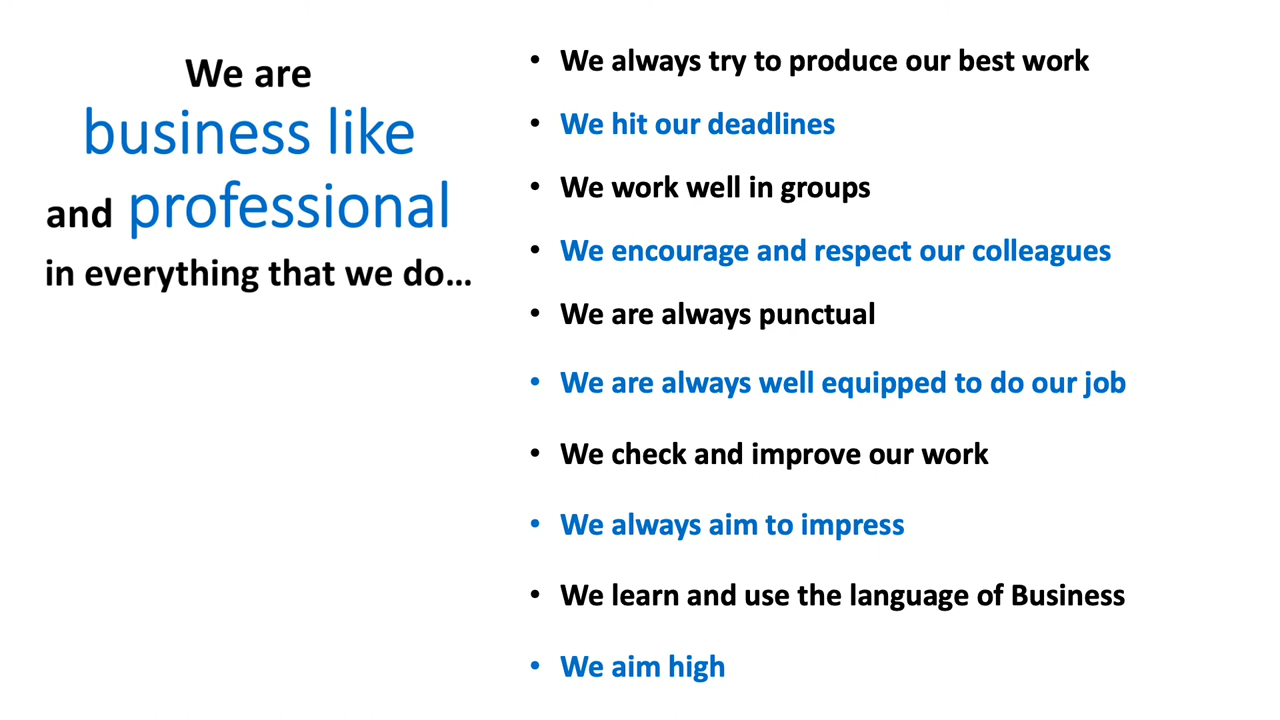 We are
business like
and professional
in everything that we do…
• We always try to produce our best work
• We hit our deadlines
• We work well in groups
• We encourage and respect our colleagues
• We are always punctual
• We are always well equipped to do our job
• We check and improve our work
• We always aim to impress
• We learn and use the language of Business
• We aim high